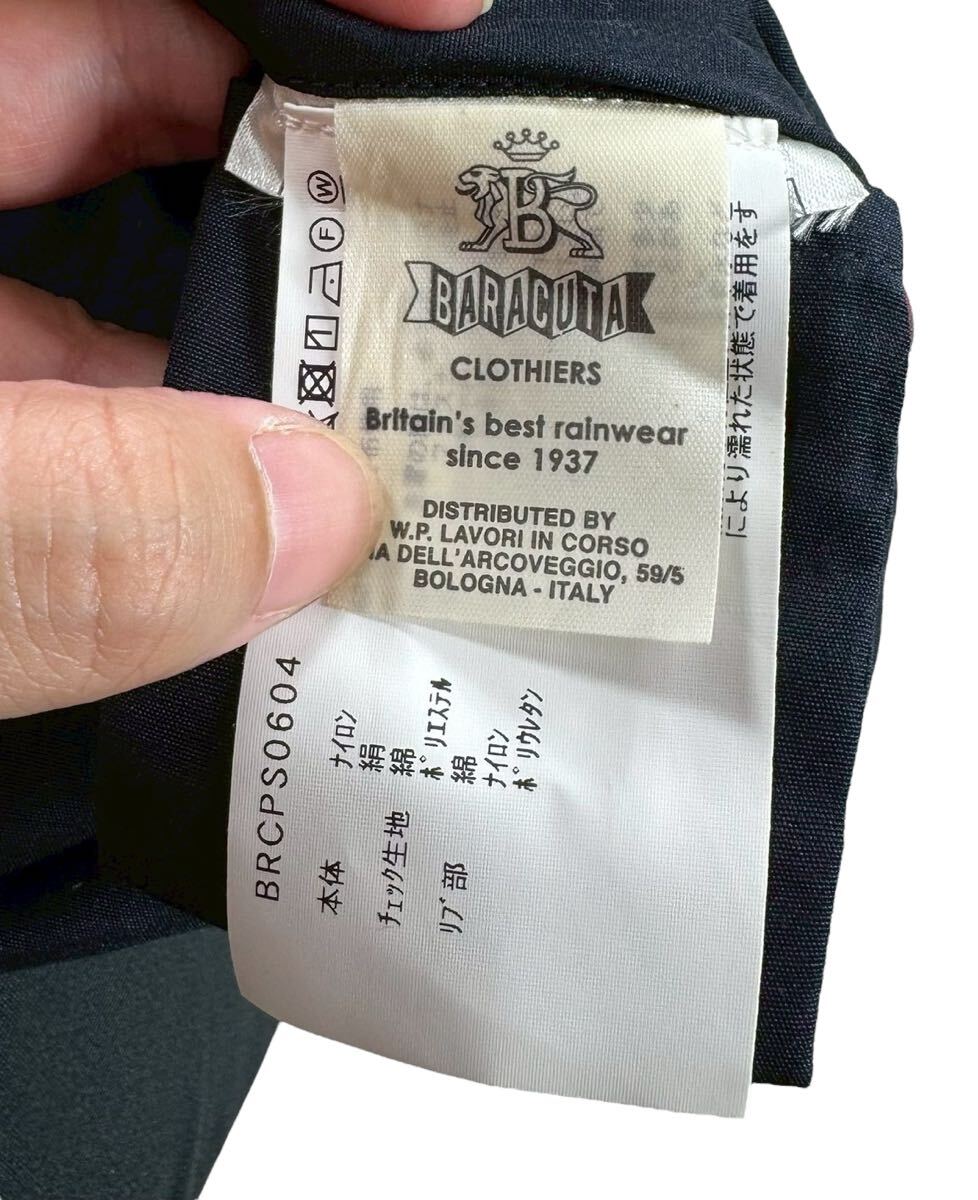 B
BARACUTA
CLOTHIERS
Britain's best rainwear
since 1937
DISTRIBUTED BY
W.P. LAVORI IN CORSO
DELL'ARCOVEGGIO, 59/5
BOLOGNA - ITALY
W
F
により濡れた状態で着用をす
BRCPS0604
本体 ナイロン
絹
チェック生地 綿
ポリエステル
リブ部 綿
ナイロン
ポリウレタン